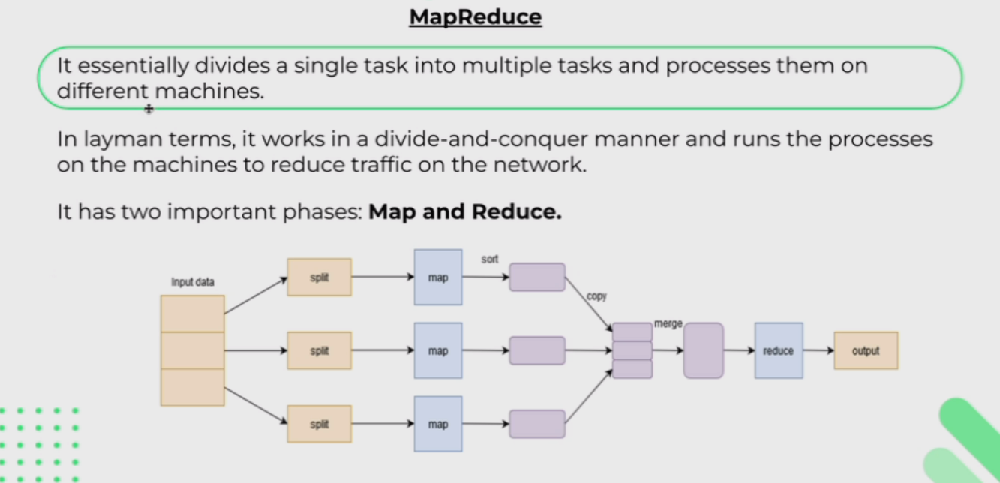 MapReduce
It essentially divides a single task into multiple tasks and processes them on
different machines.
In layman terms, it works in a divide-and-conquer manner and runs the processes
on the machines to reduce traffic on the network.
It has two important phases: Map and Reduce.
Input data
split
map
sort
copy
split
map
merge
reduce
output
split
map